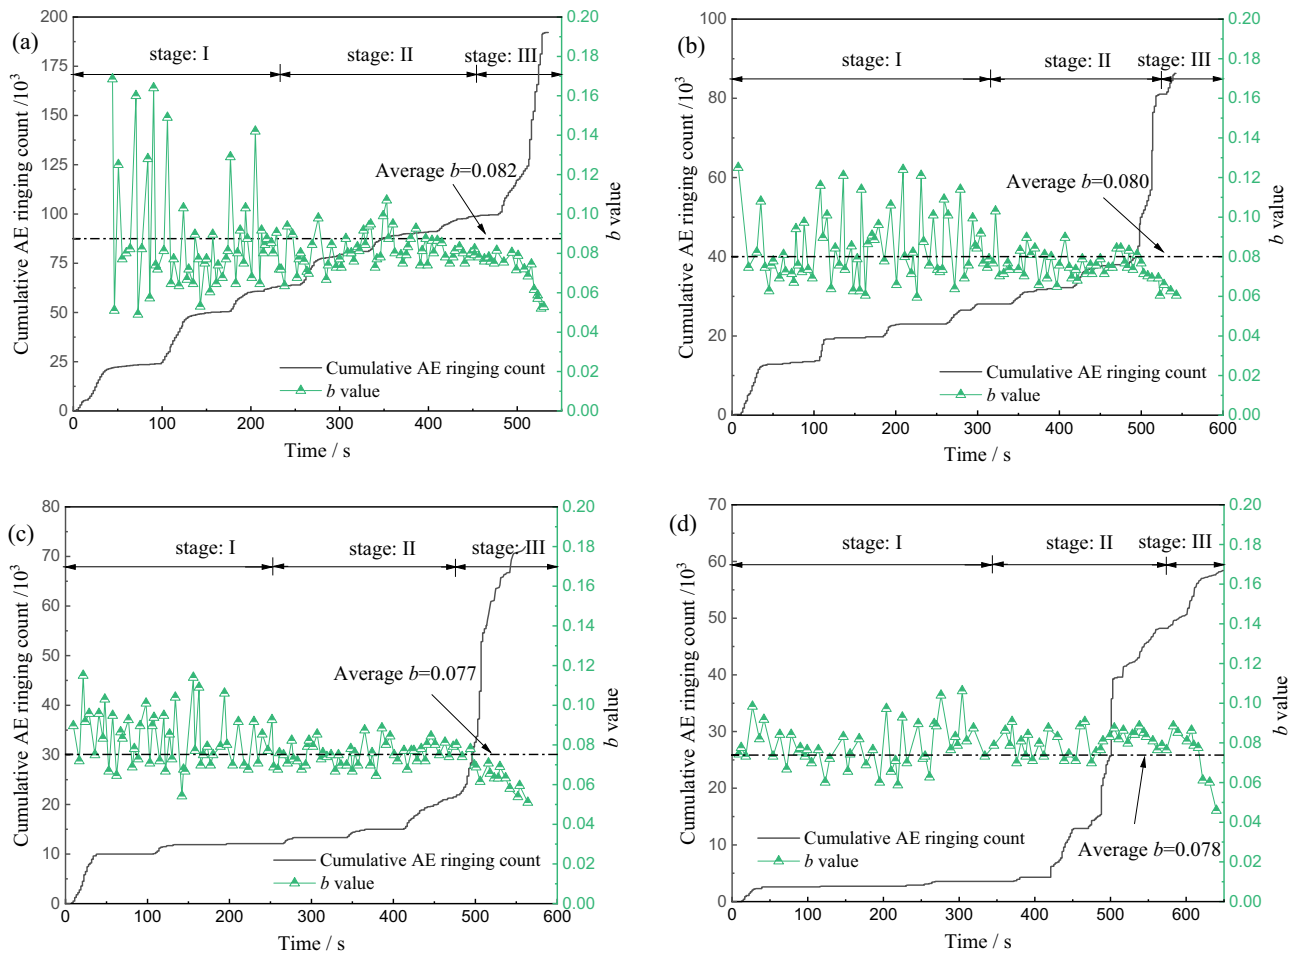 (a)
stage: I
stage: II
stage: III
Average b=0.082
Cumulative AE ringing count
b value
Cumulative AE ringing count /10³
b value
Time / s
0
25
50
75
100
125
150
175
200
0
100
200
300
400
500
0.00
0.02
0.04
0.06
0.08
0.10
0.12
0.14
0.16
0.18
0.20
(b)
stage: I
stage: II
stage: III
Average b=0.080
Cumulative AE ringing count
b value
Cumulative AE ringing count /10³
b value
Time / s
0
20
40
60
80
100
0
100
200
300
400
500
600
0.00
0.02
0.04
0.06
0.08
0.10
0.12
0.14
0.16
0.18
0.20
(c)
stage: I
stage: II
stage: III
Average b=0.077
Cumulative AE ringing count
b value
Cumulative AE ringing count /10³
b value
Time / s
0
10
20
30
40
50
60
70
80
0
100
200
300
400
500
600
0.00
0.02
0.04
0.06
0.08
0.10
0.12
0.14
0.16
0.18
0.20
(d)
stage: I
stage: II
stage: III
Cumulative AE ringing count
b value
Average b=0.078
Cumulative AE ringing count /10³
b value
Time / s
0
10
20
30
40
50
60
70
0
100
200
300
400
500
600
0.00
0.02
0.04
0.06
0.08
0.10
0.12
0.14
0.16
0.18
0.20